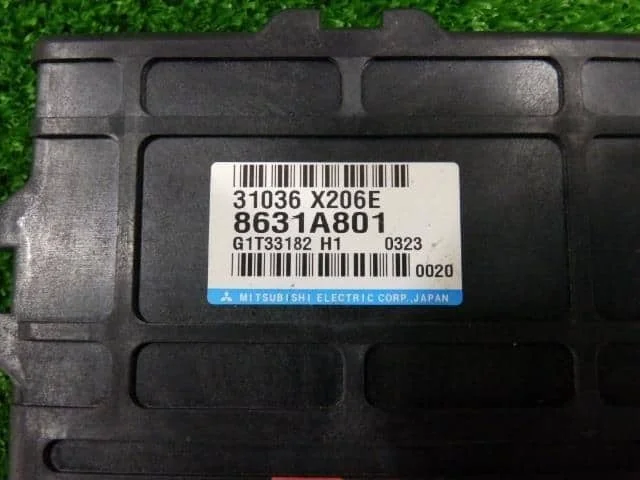 31036 X206E
8631A801
G1T33182 H1 0323
0020
MITSUBISHI ELECTRIC CORP.,JAPAN